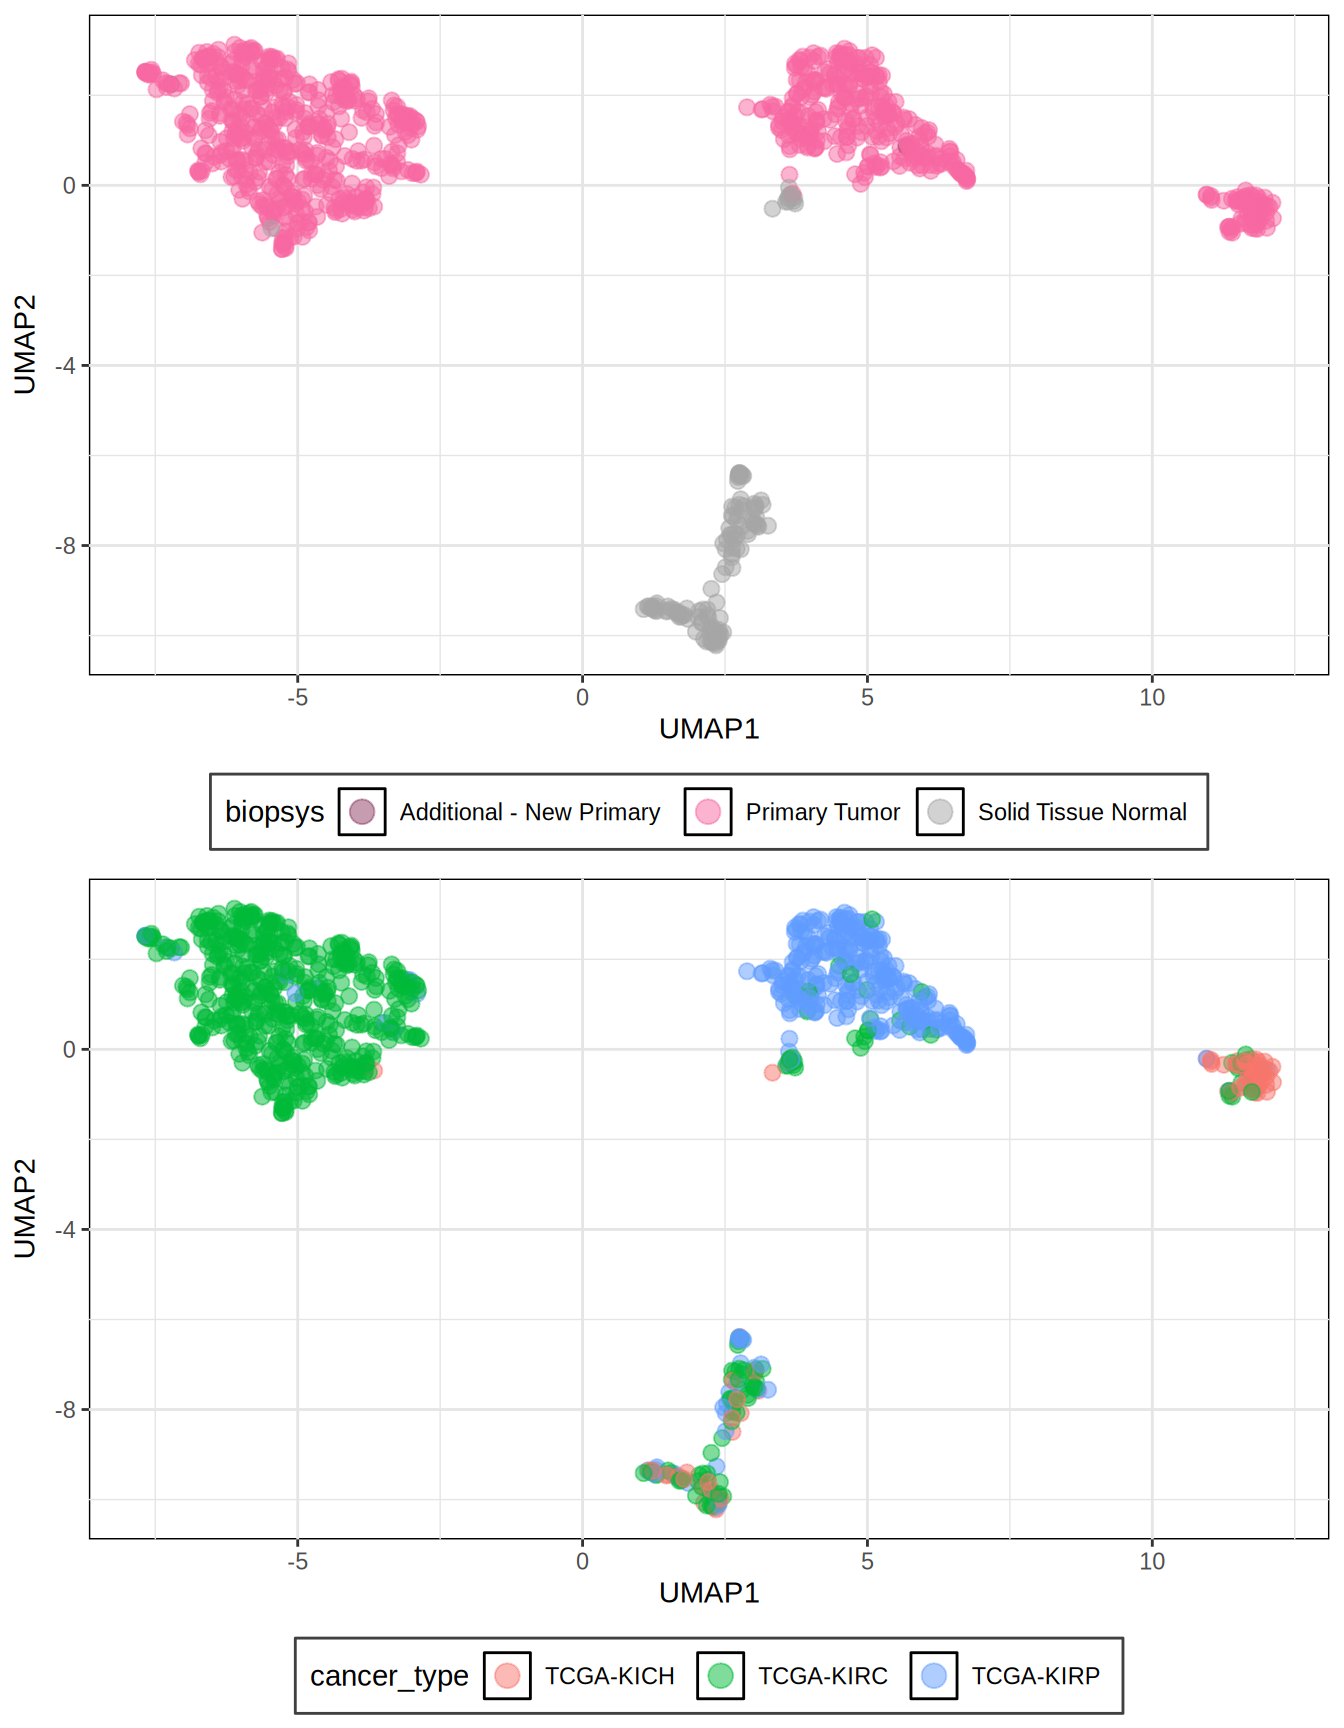 0
-4
-8
UMAP2
-5 0 5 10
UMAP1
biopsys Additional - New Primary Primary Tumor Solid Tissue Normal
0
-4
-8
UMAP2
-5 0 5 10
UMAP1
cancer_type TCGA-KICH TCGA-KIRC TCGA-KIRP